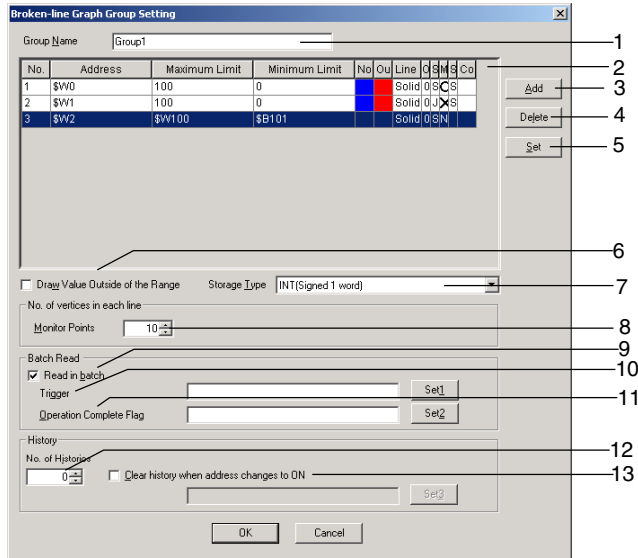 Broken-line Graph Group Setting
Group Name Group1 1
No. Address Maximum Limit Minimum Limit No Ou Line O S M S Co 2
1 $W0 100 0 Solid 0 S S
2 $W1 100 0 Solid 0 J S
3 $W2 $W100 $B101 Solid 0 S N
Add 3
Delete 4
Set 5
6
Draw Value Outside of the Range Storage Type INT(Signed 1 word) 7
No. of vertices in each line
Monitor Points 10 8
9
Batch Read
Read in batch 10
Trigger Set1
11
Operation Complete Flag Set2
History
No. of Histories 12
0 Clear history when address changes to ON 13
Set3
OK Cancel